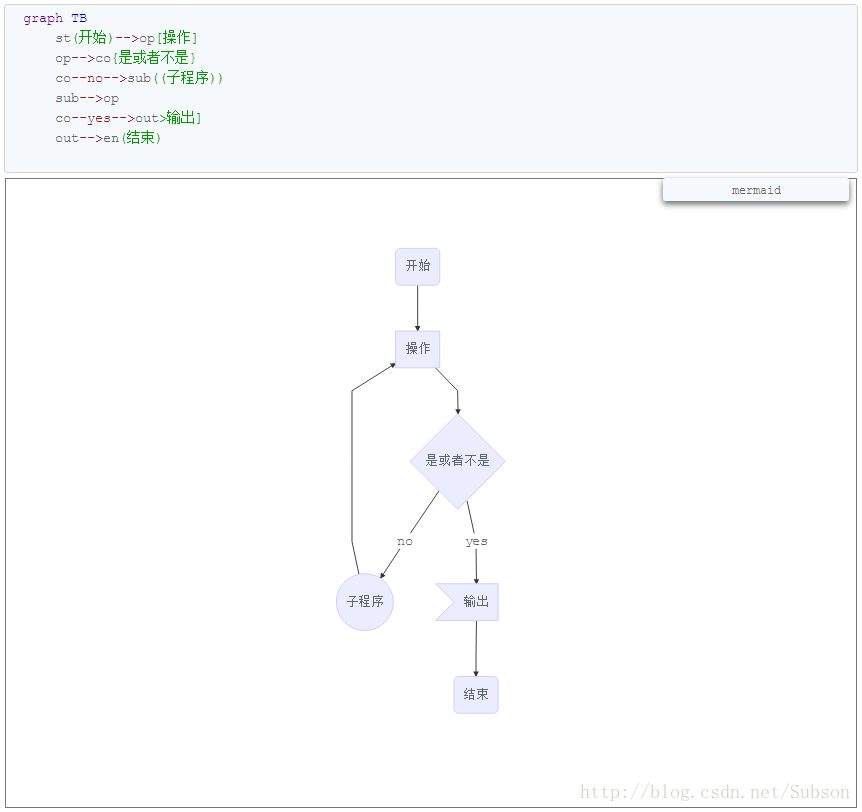 graph TB
st(开始)-->op[操作]
op-->co{是或者不是}
co--no-->sub((子程序))
sub-->op
co--yes-->out>输出]
out-->en(结束)
mermaid
开始
操作
是或者不是
no
yes
子程序
输出
结束
http://blog.csdn.net/Subson